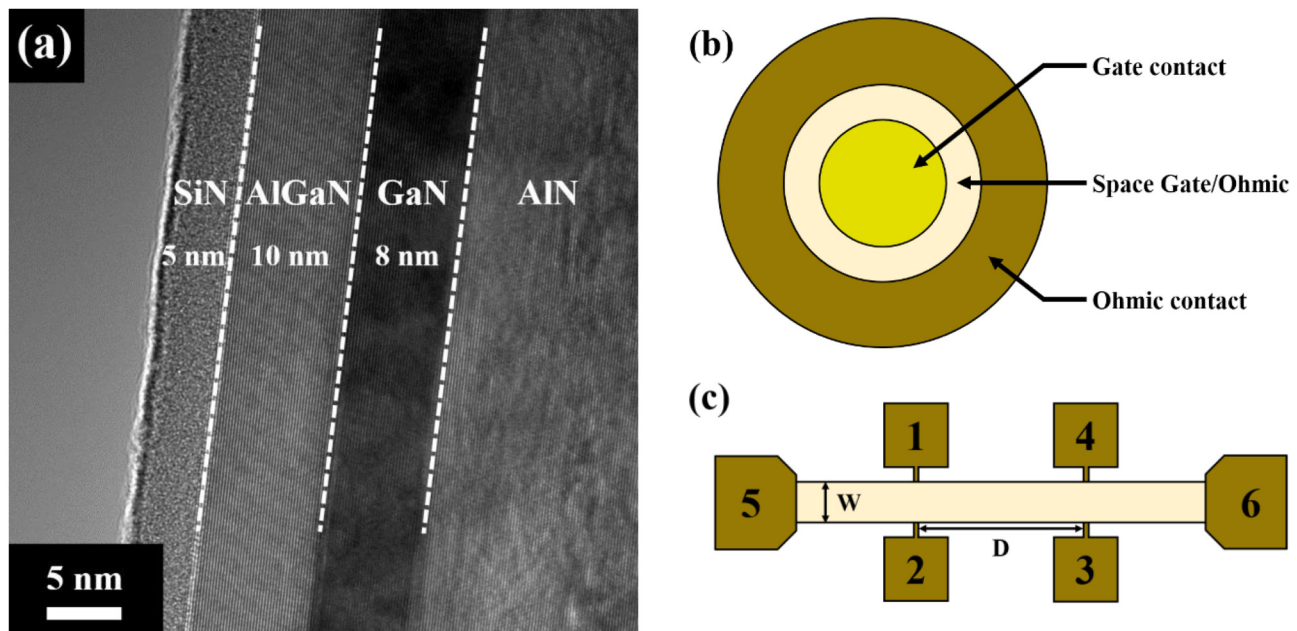 (a)
SiN AlGaN GaN AlN
5 nm 10 nm 8 nm
5 nm
(b)
Gate contact
Space Gate/Ohmic
Ohmic contact
(c)
1 4
5 W 6
D
2 3